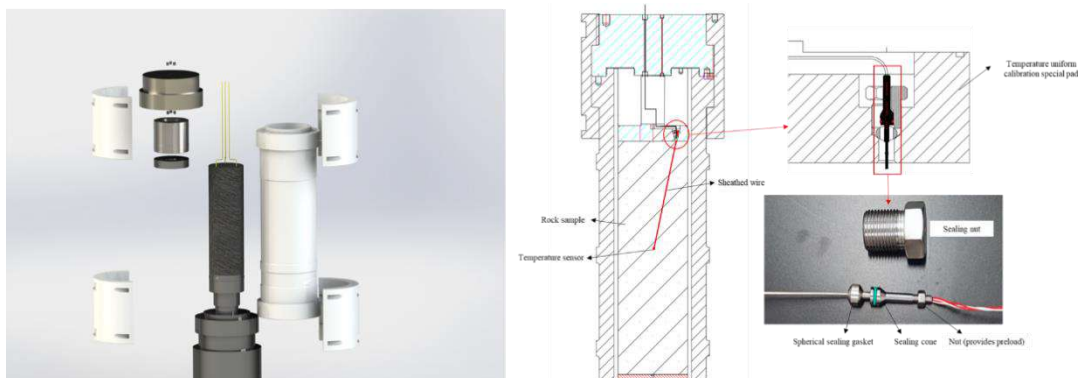 Temperature uniform
calibration special pad
Sheathed wire
Rock sample
Temperature sensor
Sealing nut
Spherical sealing gasket
Sealing cone
Nut (provides preload)